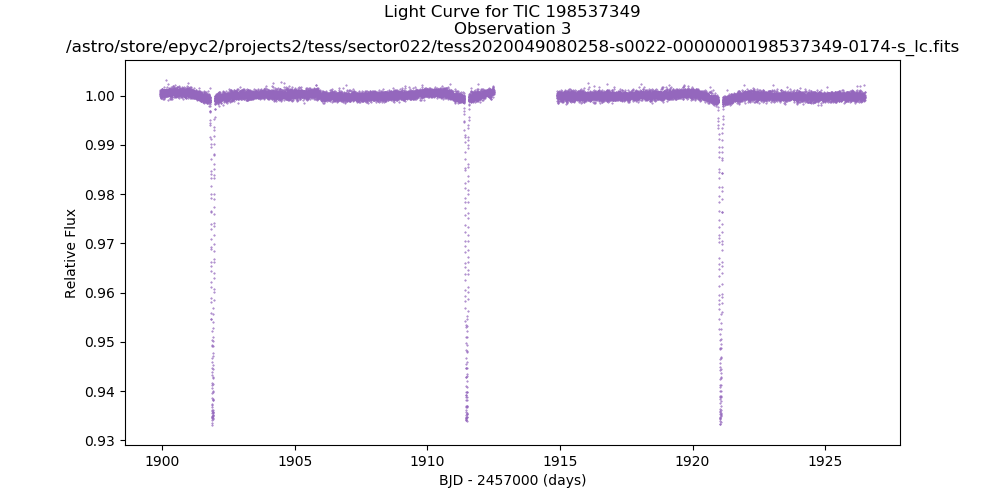 Light Curve for TIC 198537349
Observation 3
/astro/store/epyc2/projects2/tess/sector022/tess2020049080258-s0022-0000000198537349-0174-s_lc.fits
1.00
0.99
0.98
0.97
0.96
0.95
0.94
0.93
Relative Flux
1900
1905
1910
1915
1920
1925
BJD - 2457000 (days)